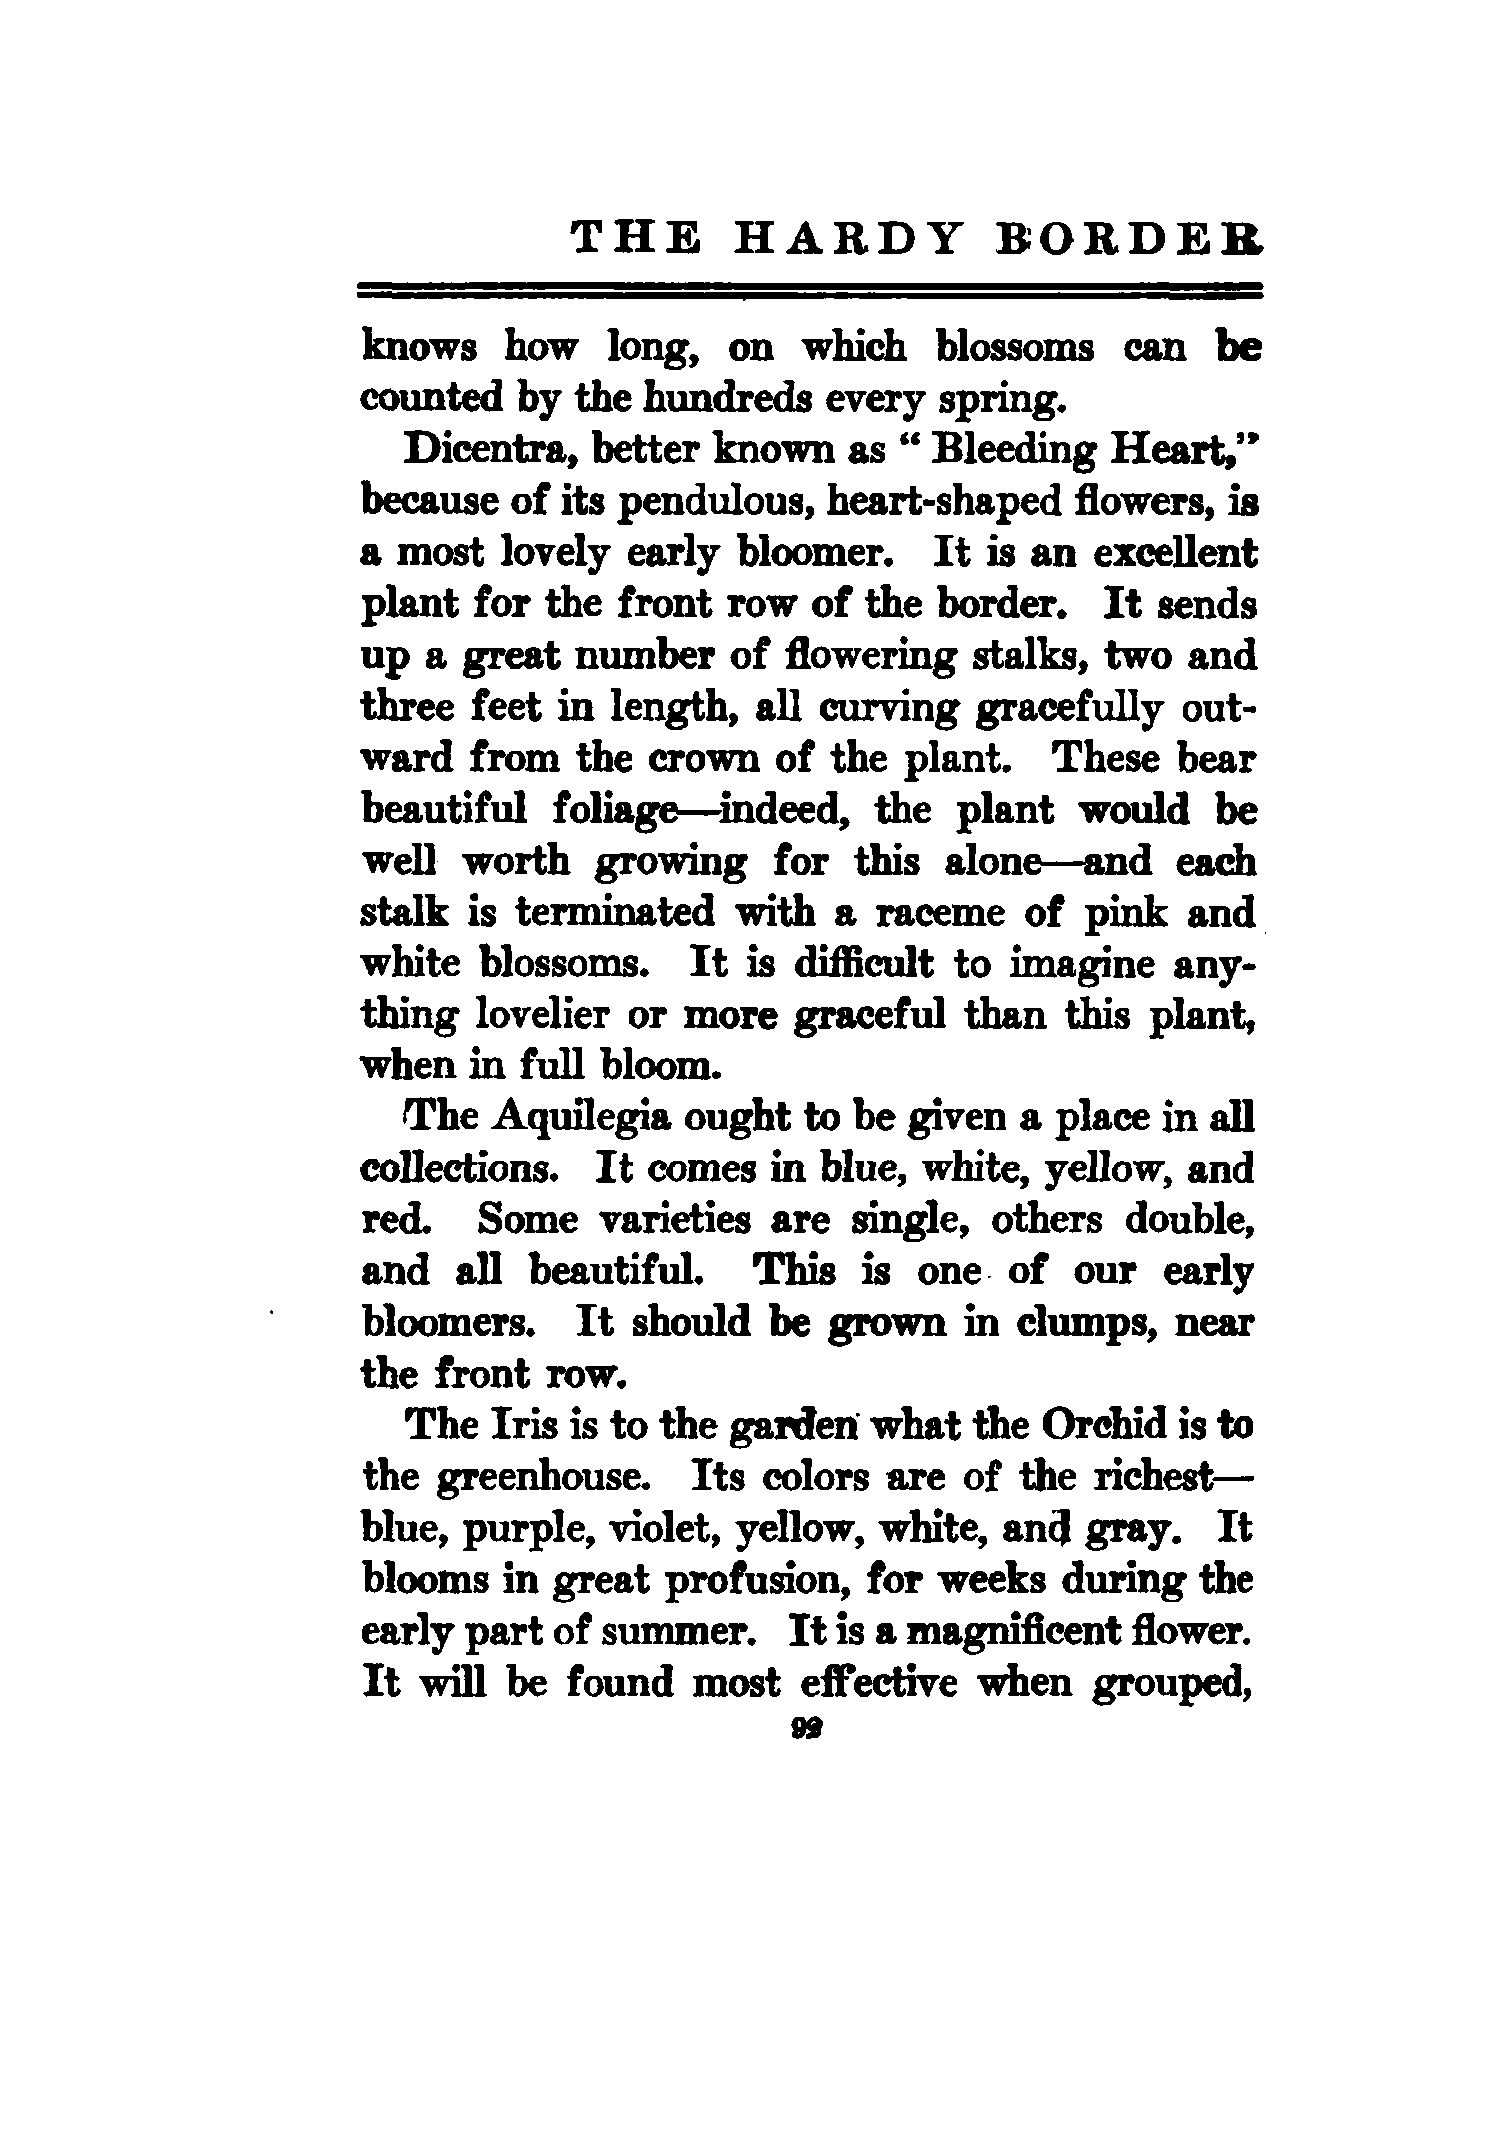 THE HARDY BORDER
knows how long, on which blossoms can be
counted by the hundreds every spring.
Dicentra, better known as “ Bleeding Heart,”
because of its pendulous, heart-shaped flowers, is
a most lovely early bloomer. It is an excellent
plant for the front row of the border. It sends
up a great number of flowering stalks, two and
three feet in length, all curving gracefully out-
ward from the crown of the plant. These bear
beautiful foliage—indeed, the plant would be
well worth growing for this alone—and each
stalk is terminated with a raceme of pink and
white blossoms. It is difficult to imagine any-
thing lovelier or more graceful than this plant,
when in full bloom.
The Aquilegia ought to be given a place in all
collections. It comes in blue, white, yellow, and
red. Some varieties are single, others double,
and all beautiful. This is one of our early
bloomers. It should be grown in clumps, near
the front row.
The Iris is to the garden what the Orchid is to
the greenhouse. Its colors are of the richest—
blue, purple, violet, yellow, white, and gray. It
blooms in great profusion, for weeks during the
early part of summer. It is a magnificent flower.
It will be found most effective when grouped,
92